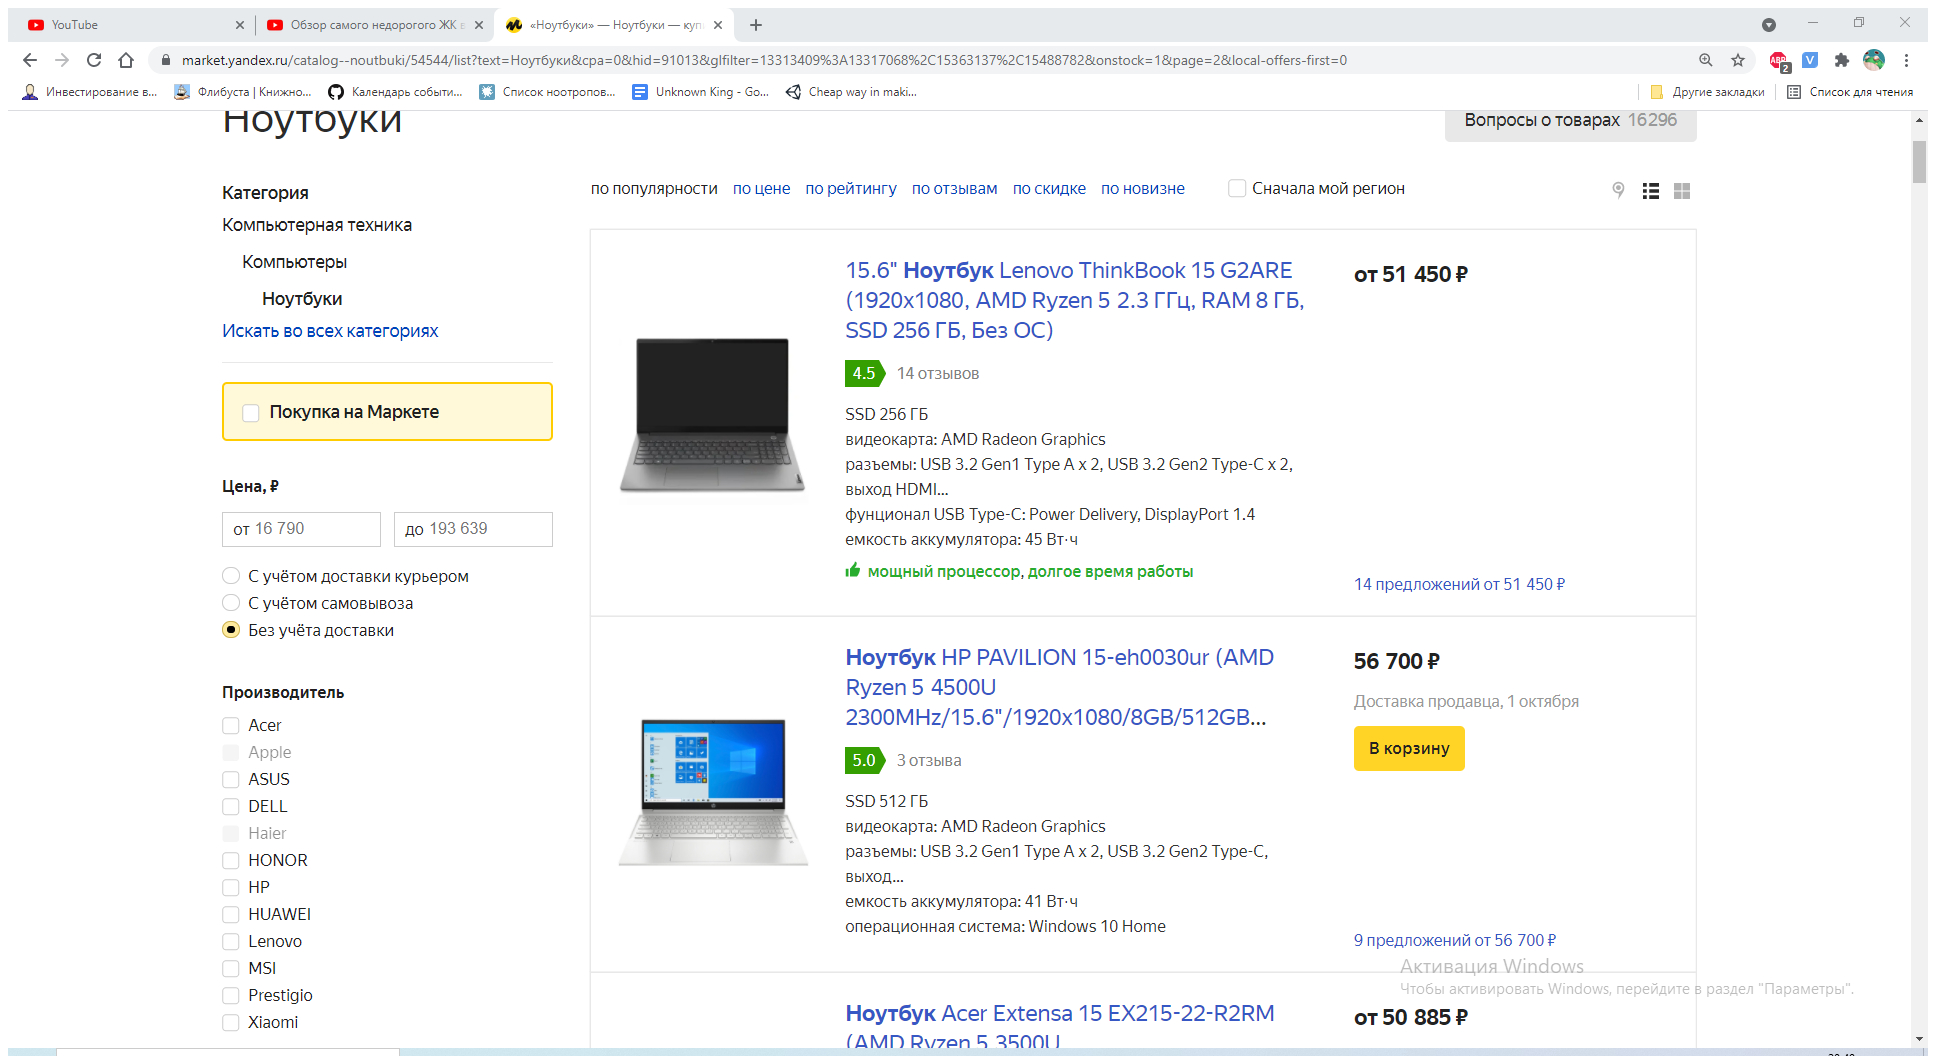 YouTube
Обзор самого недорогого ЖК в
«Ноутбуки» — Ноутбуки — куп
market.yandex.ru/catalog--noutbuki/54544/list?text=Ноутбуки&cpa=0&hid=91013&glfilter=13313409%3A13317068%2C15363137%2C15488782&onstock=1&page=2&local-offers-first=0
ABP
2
V
Инвестирование в...
Флибуста | Книжно...
Календарь событи...
Список ноотропов...
Unknown King - Go...
Cheap way in maki...
Другие закладки
Список для чтения
Ноутбуки
Вопросы о товарах 16296
Категория
Компьютерная техника
Компьютеры
Ноутбуки
Искать во всех категориях
Покупка на Маркете
Цена, ₽
от 16 790
до 193 639
С учётом доставки курьером
С учётом самовывоза
Без учёта доставки
Производитель
Acer
Apple
ASUS
DELL
Haier
HONOR
HP
HUAWEI
Lenovo
MSI
Prestigio
Xiaomi
по популярности по цене по рейтингу по отзывам по скидке по новизне
Сначала мой регион
15.6" Ноутбук Lenovo ThinkBook 15 G2ARE
(1920x1080, AMD Ryzen 5 2.3 ГГц, RAM 8 ГБ,
SSD 256 ГБ, Без ОС)
4.5 14 отзывов
SSD 256 ГБ
видеокарта: AMD Radeon Graphics
разъемы: USB 3.2 Gen1 Type A x 2, USB 3.2 Gen2 Type-C x 2,
выход HDMI...
фунционал USB Type-C: Power Delivery, DisplayPort 1.4
емкость аккумулятора: 45 Вт·ч
мощный процессор, долгое время работы
от 51 450 ₽
14 предложений от 51 450 ₽
Ноутбук HP PAVILION 15-eh0030ur (AMD
Ryzen 5 4500U
2300MHz/15.6"/1920x1080/8GB/512GB...
5.0 3 отзыва
SSD 512 ГБ
видеокарта: AMD Radeon Graphics
разъемы: USB 3.2 Gen1 Type A x 2, USB 3.2 Gen2 Type-C,
выход...
емкость аккумулятора: 41 Вт·ч
операционная система: Windows 10 Home
56 700 ₽
Доставка продавца, 1 октября
В корзину
9 предложений от 56 700 ₽
Ноутбук Acer Extensa 15 EX215-22-R2RM
(AMD Ryzen 5 3500U
от 50 885 ₽
Активация Windows
Чтобы активировать Windows, перейдите в раздел "Параметры".